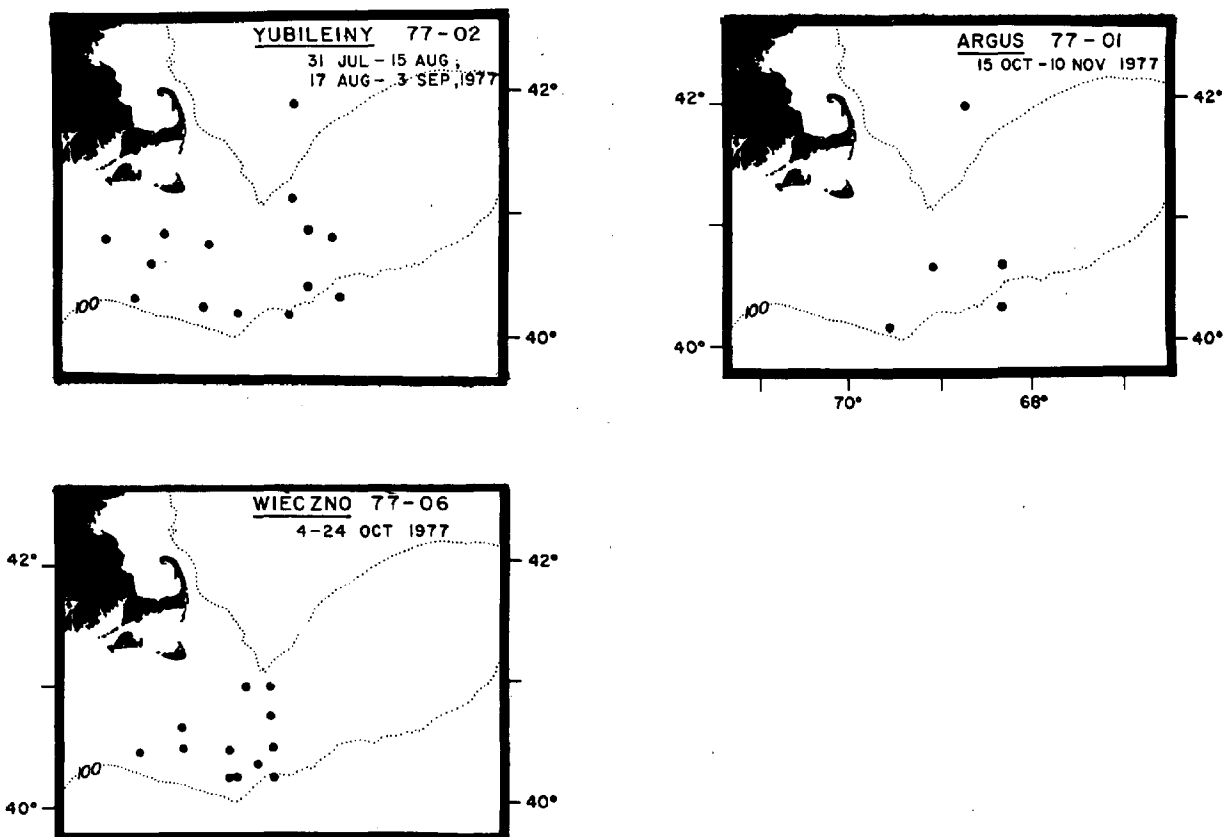 YUBILEINY 77-02
31 JUL - 15 AUG;
17 AUG - 3 SEP, 1977
42°
100
40°
ARGUS 77-01
15 OCT - 10 NOV 1977
42°
42°
100
40°
40°
70°
68°
WIECZNO 77-06
4-24 OCT 1977
42°
42°
100
40°
40°